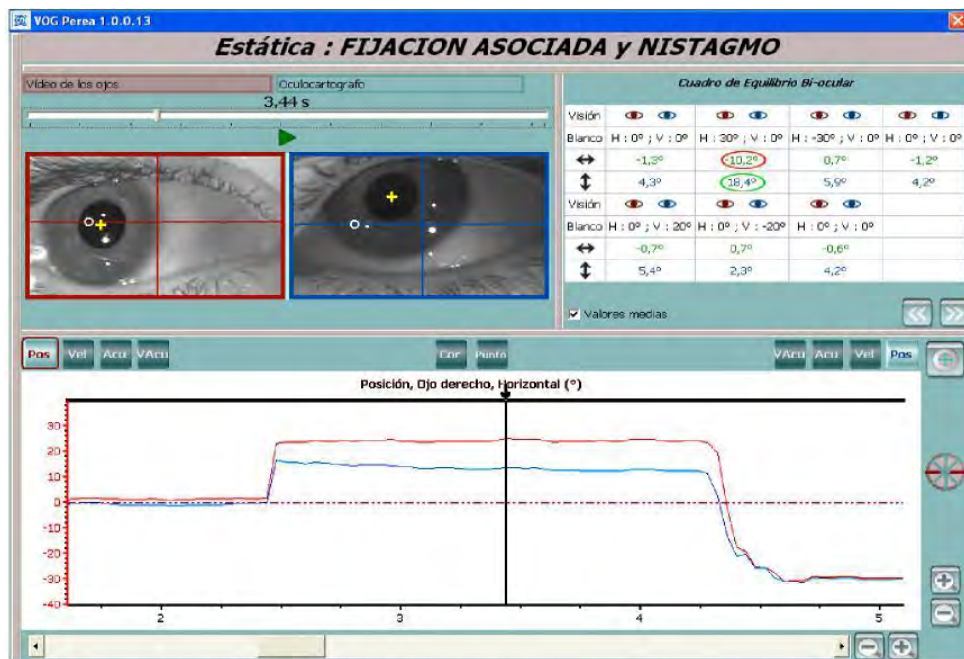 VOG Perea 1.0.0.13
Estática : FIJACION ASOCIADA y NISTAGMO
Vídeo de los ojos
Oculocartografo
3,44 s
Cuadro de Equilibrio Bi-ocular
Visión
Blanco H : 0º ; V : 0º H : 30º ; V : 0º H : -30º ; V : 0º H : 0º ; V : 0º
-1,3º -10,2º 0,7º -1,2º
4,3º 18,4º 5,9º 4,2º
Visión
Blanco H : 0º ; V : 20º H : 0º ; V : -20º H : 0º ; V : 0º
-0,7º 0,7º -0,6º
5,4º 2,3º 4,2º
Valores medias
Pos Vel Acu VAcu Cor Punto VAcu Acu Vel Pos
Posición, Ojo derecho, Horizontal (°)
30
20
10
0
-10
-20
-30
-40
2 3 4 5